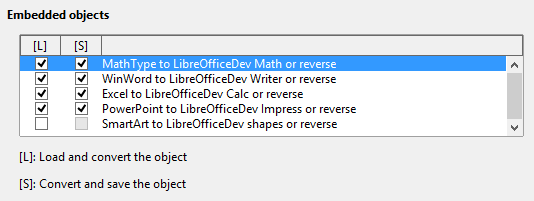 Embedded objects
[L] [S]
MathType to LibreOfficeDev Math or reverse
WinWord to LibreOfficeDev Writer or reverse
Excel to LibreOfficeDev Calc or reverse
PowerPoint to LibreOfficeDev Impress or reverse
SmartArt to LibreOfficeDev shapes or reverse
[L]: Load and convert the object
[S]: Convert and save the object